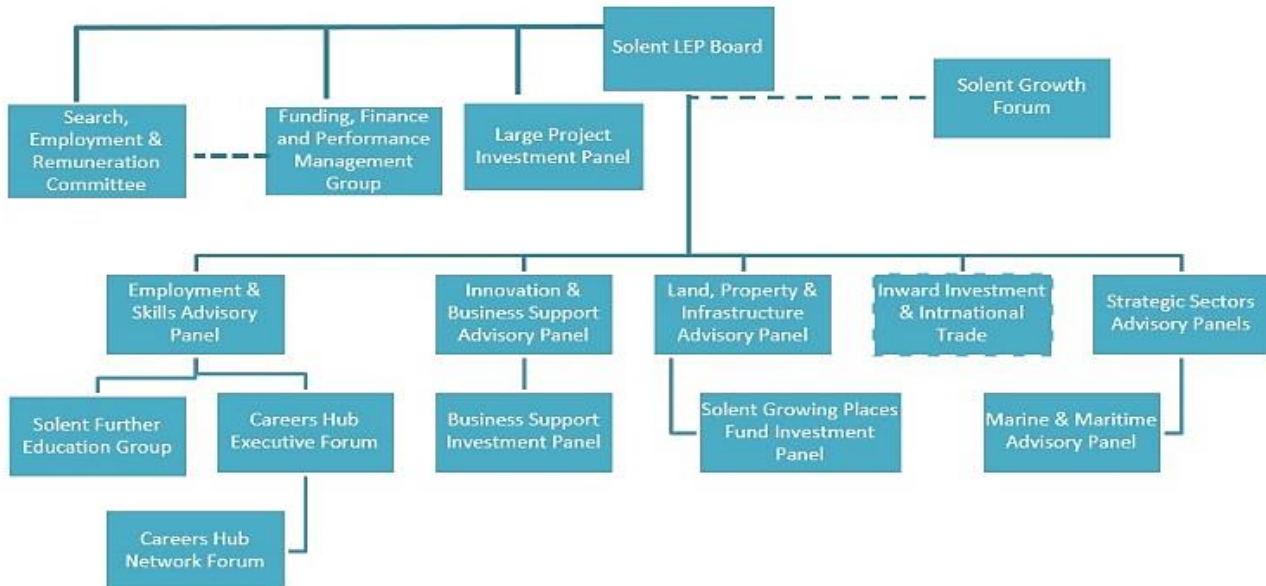 Solent LEP Board
Solent Growth
Forum
Search,
Employment &
Remuneration
Committee
Funding, Finance
and Performance
Management
Group
Large Project
Investment Panel
Employment &
Skills Advisory
Panel
Innovation &
Business Support
Advisory Panel
Land, Property &
Infrastructure
Advisory Panel
Inward Investment
& Intrnational
Trade
Strategic Sectors
Advisory Panels
Solent Further
Education Group
Careers Hub
Executive Forum
Business Support
Investment Panel
Solent Growing Places
Fund Investment
Panel
Marine & Maritime
Advisory Panel
Careers Hub
Network Forum